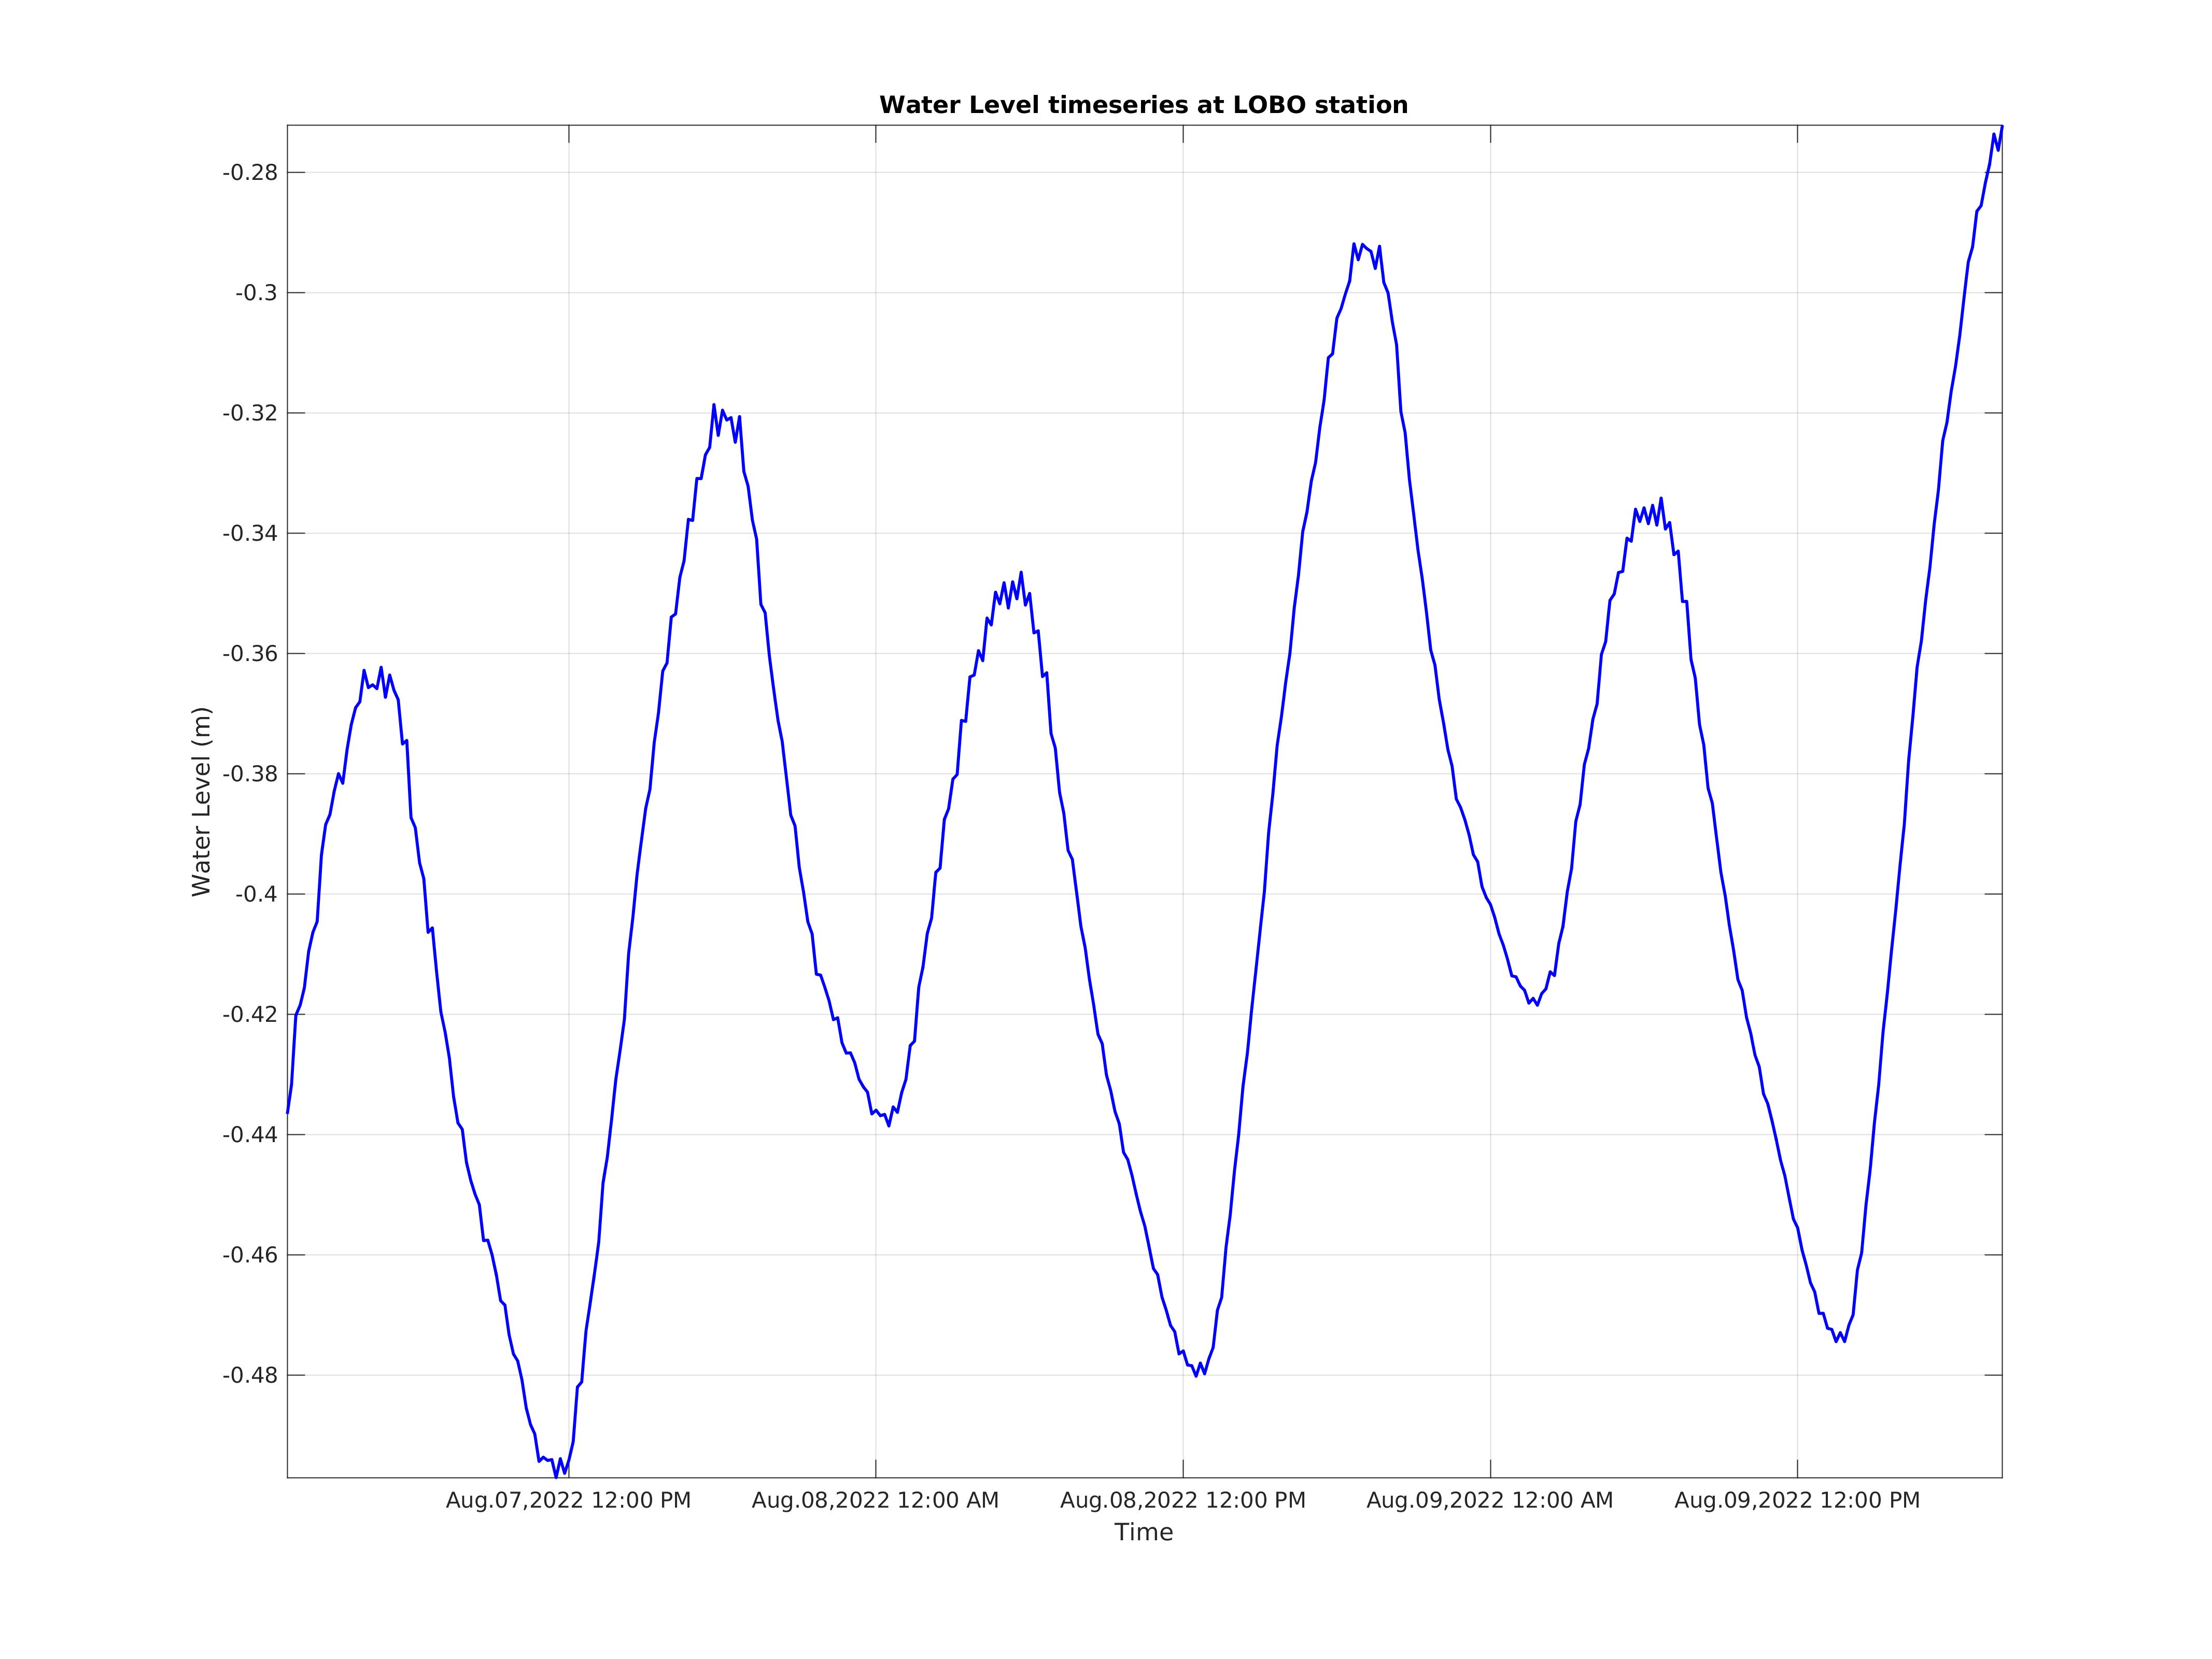 Water Level timeseries at LOBO station
-0.28
-0.3
-0.32
-0.34
-0.36
-0.38
-0.4
-0.42
-0.44
-0.46
-0.48
Water Level (m)
Aug.07,2022 12:00 PM
Aug.08,2022 12:00 AM
Aug.08,2022 12:00 PM
Aug.09,2022 12:00 AM
Aug.09,2022 12:00 PM
Time